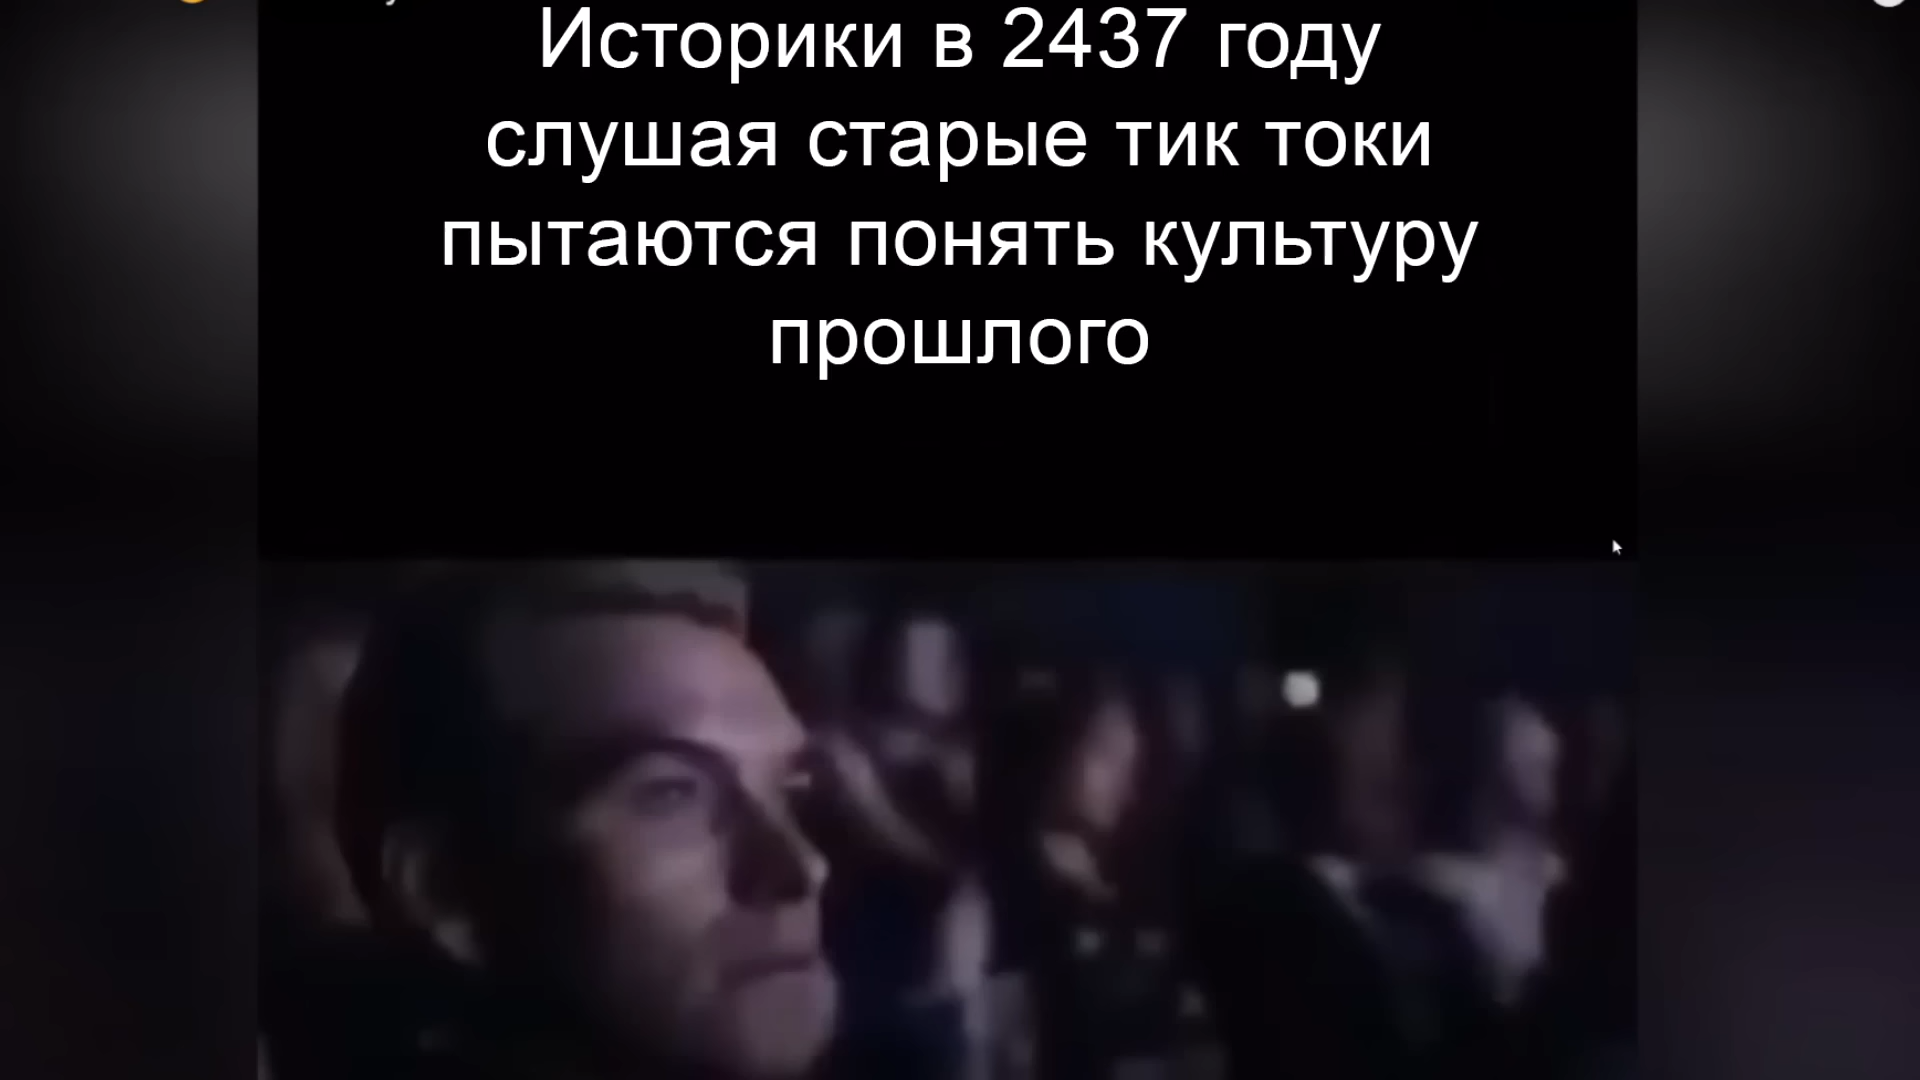 Историки в 2437 году
слушая старые тик токи
пытаются понять культуру
прошлого